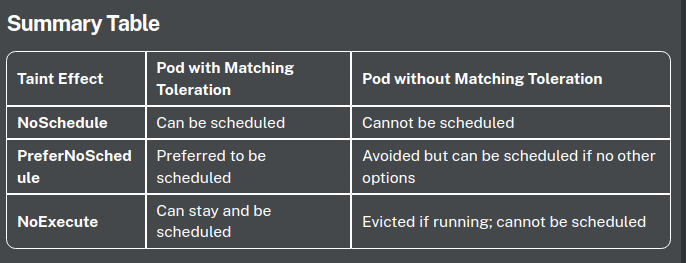 Summary Table
Taint Effect
Pod with Matching
Toleration
Pod without Matching Toleration
NoSchedule
Can be scheduled
Cannot be scheduled
PreferNoSched
ule
Preferred to be
scheduled
Avoided but can be scheduled if no other
options
NoExecute
Can stay and be
scheduled
Evicted if running; cannot be scheduled